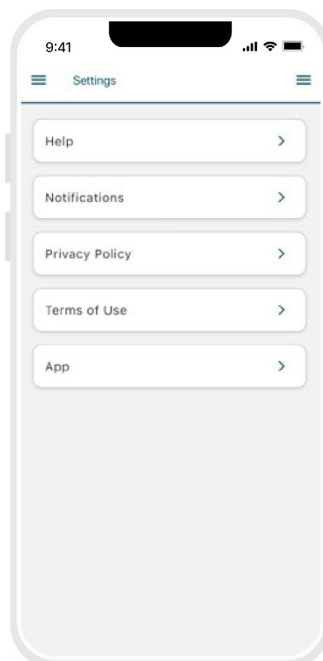 9:41
Settings
Help
Notifications
Privacy Policy
Terms of Use
App